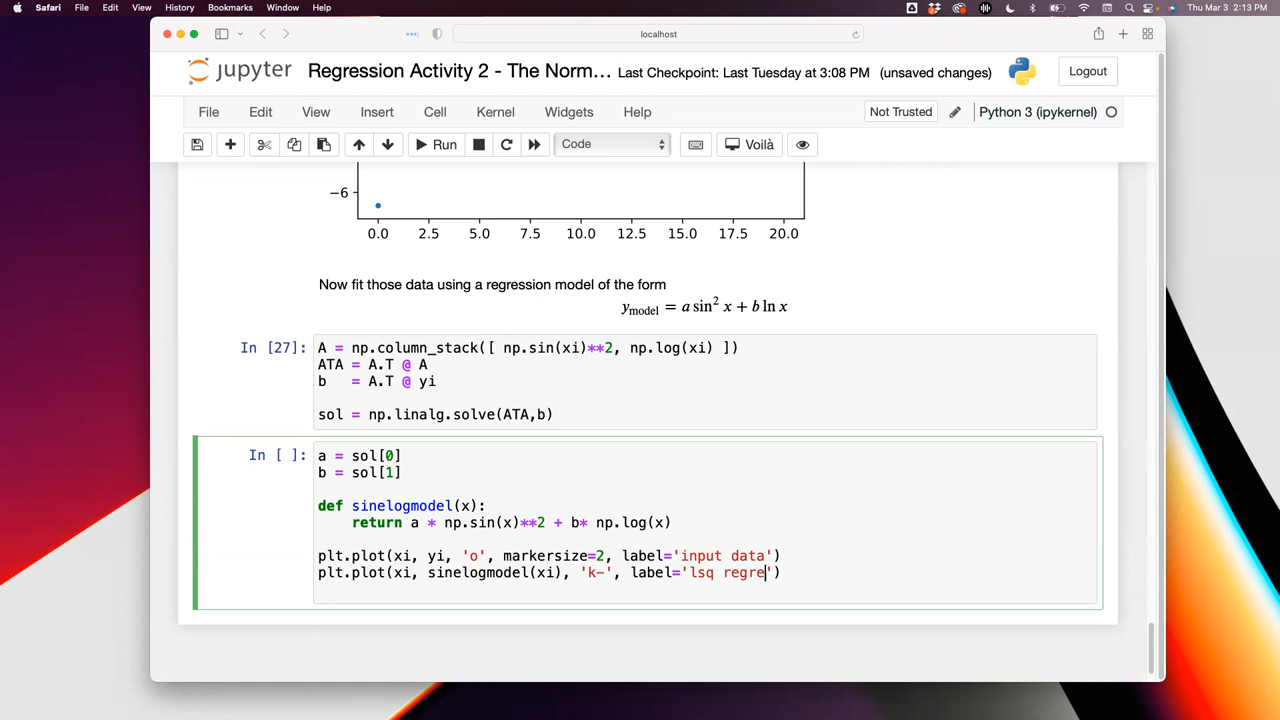 Safari File Edit View History Bookmarks Window Help Thu Mar 3 2:13 PM
localhost
jupyter Regression Activity 2 - The Norm... Last Checkpoint: Last Tuesday at 3:08 PM (unsaved changes) Logout
File Edit View Insert Cell Kernel Widgets Help Not Trusted Python 3 (ipykernel)
Run Code Voilà
−6
0.0 2.5 5.0 7.5 10.0 12.5 15.0 17.5 20.0
Now fit those data using a regression model of the form
y_model = a sin² x + b ln x
In [27]: A = np.column_stack([ np.sin(xi)**2, np.log(xi) ])
ATA = A.T @ A
b   = A.T @ yi
sol = np.linalg.solve(ATA,b)
In [ ]: a = sol[0]
b = sol[1]
def sinelogmodel(x):
    return a * np.sin(x)**2 + b* np.log(x)
plt.plot(xi, yi, 'o', markersize=2, label='input data')
plt.plot(xi, sinelogmodel(xi), 'k-', label='lsq regre')